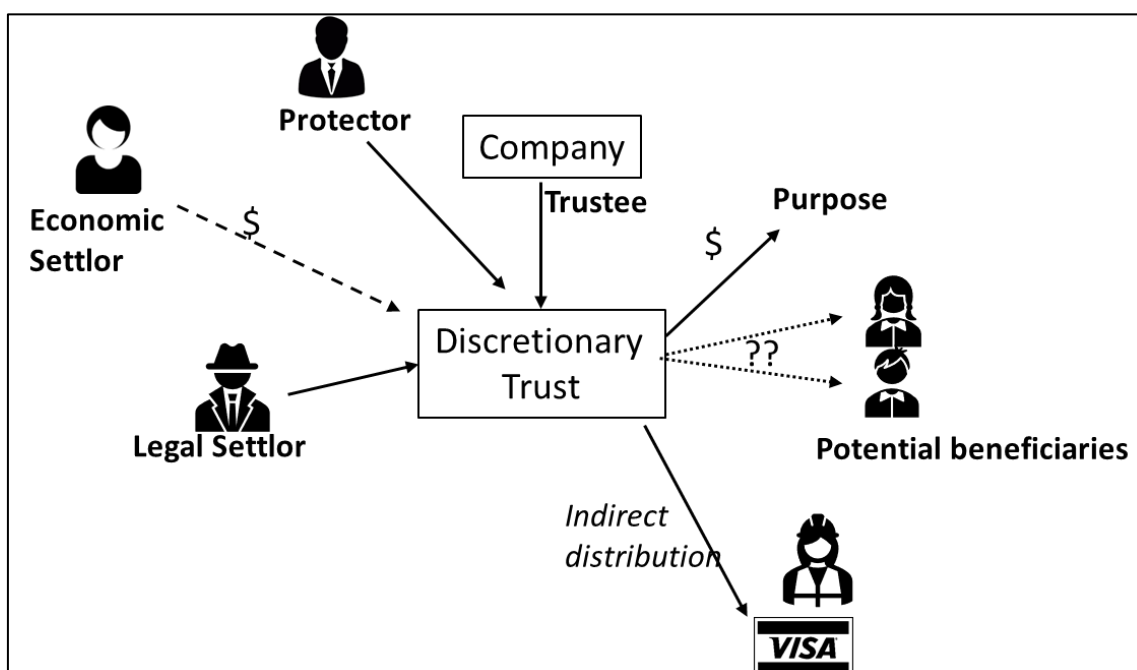 Protector
Company
Trustee
Economic
Settlor
$
Purpose
$
Discretionary
Trust
??
Legal Settlor
Potential beneficiaries
Indirect
distribution
VISA